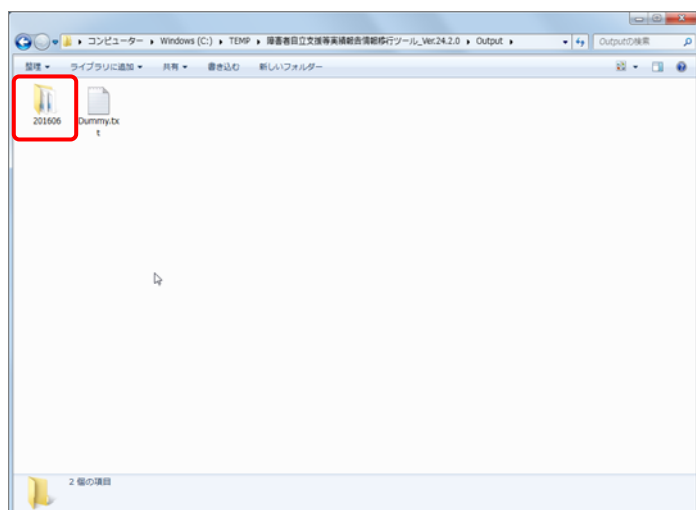 コンピューター ▸ Windows (C:) ▸ TEMP ▸ 障害者自立支援等実績報告情報移行ツール_Ver.24.2.0 ▸ Output ▸
Outputの検索
整理 ▼ ライブラリに追加 ▼ 共有 ▼ 書き込む 新しいフォルダー
201606
Dummy.tx
t
2 個の項目